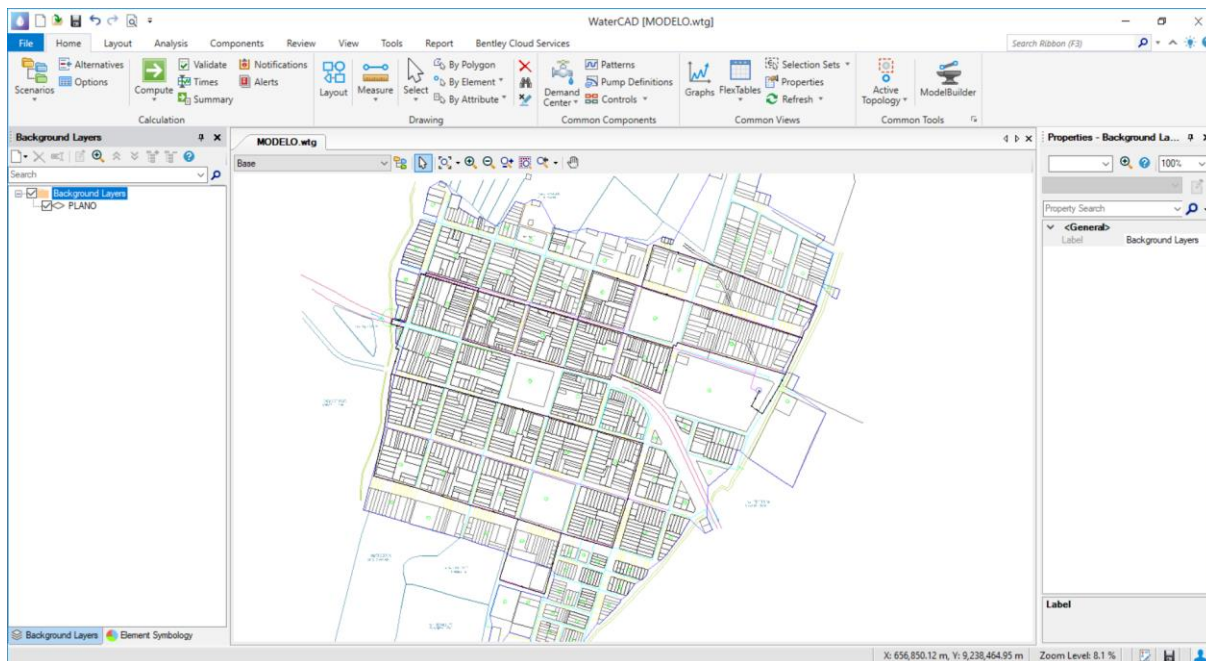 WaterCAD [MODELO.wtg]
File Home Layout Analysis Components Review View Tools Report Bentley Cloud Services Search Ribbon (F3)
Scenarios Alternatives Options Compute Validate Times Summary Notifications Alerts
Layout Measure Select By Polygon By Element By Attribute
Demand Center Patterns Pump Definitions Controls
Graphs FlexTables Selection Sets Properties Refresh
Active Topology ModelBuilder
Calculation Drawing Common Components Common Views Common Tools
Background Layers
Search
Background Layers
PLANO
MODELO.wtg
Base
Properties - Background La...
100%
Property Search
<General>
Label Background Layers
Label
Background Layers Element Symbology
X: 656,850.12 m, Y: 9,238,464.95 m Zoom Level: 8.1 %